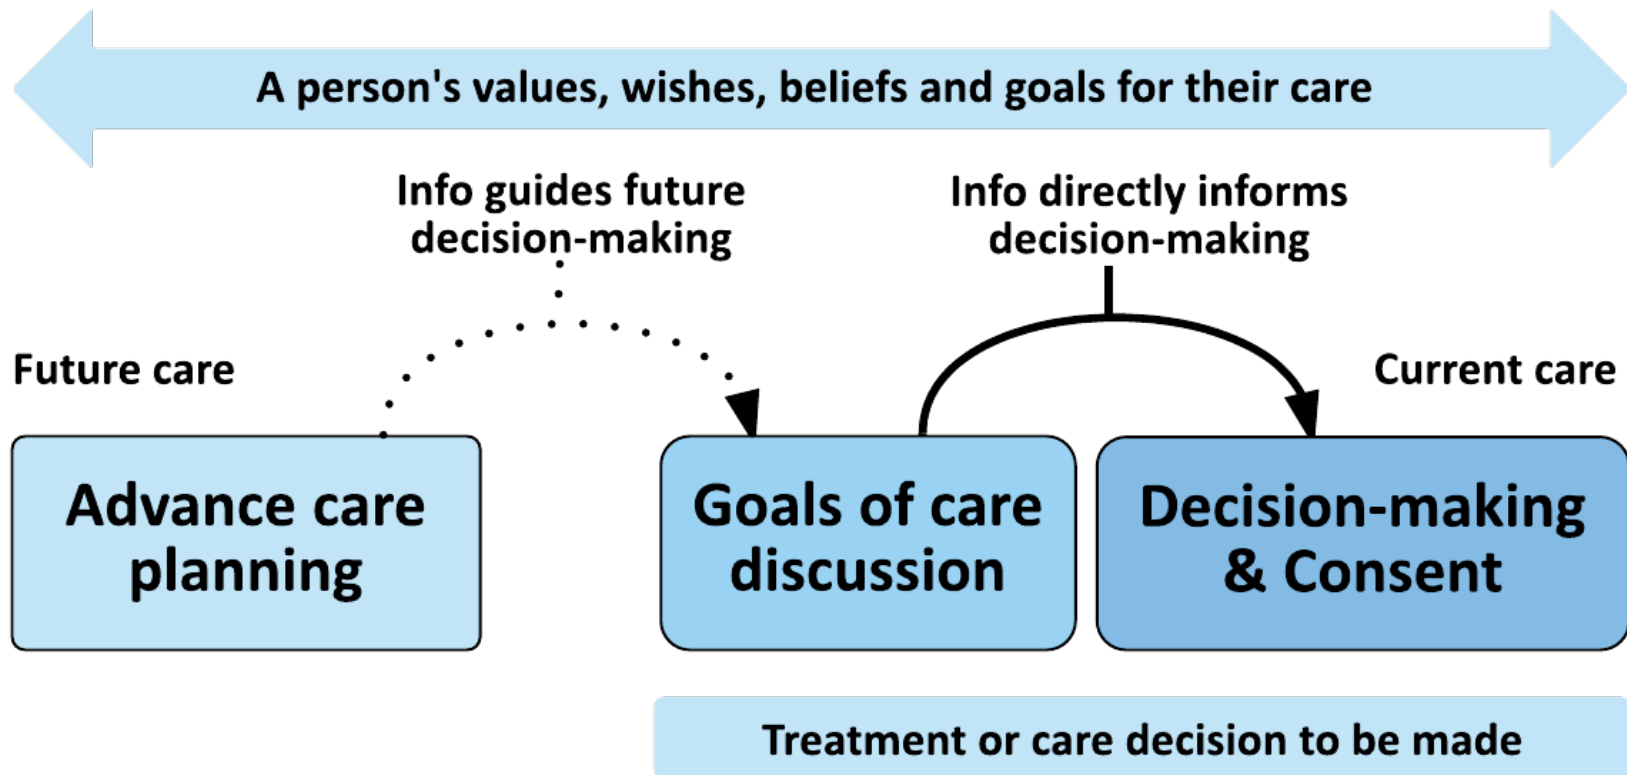 A person's values, wishes, beliefs and goals for their care
Info guides future
decision-making
Info directly informs
decision-making
Future care
Current care
Advance care
planning
Goals of care
discussion
Decision-making
& Consent
Treatment or care decision to be made